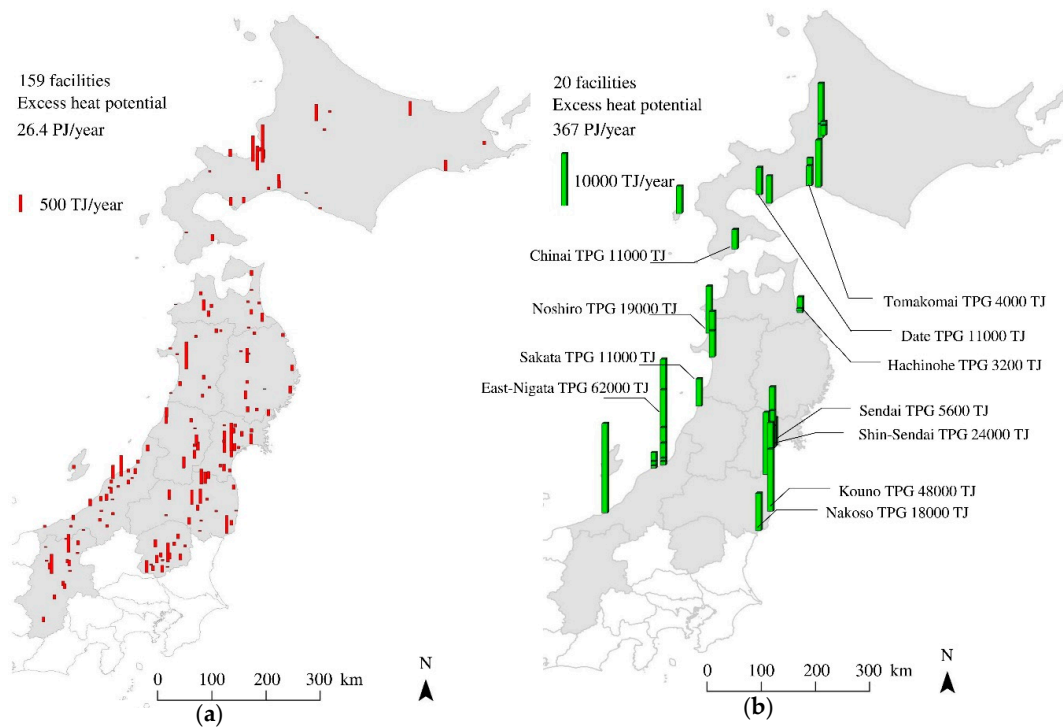 159 facilities
Excess heat potential
26.4 PJ/year
500 TJ/year
N
0 100 200 300 km
(a)
20 facilities
Excess heat potential
367 PJ/year
10000 TJ/year
Chinai TPG 11000 TJ
Noshiro TPG 19000 TJ
Sakata TPG 11000 TJ
East-Nigata TPG 62000 TJ
Tomakomai TPG 4000 TJ
Date TPG 11000 TJ
Hachinohe TPG 3200 TJ
Sendai TPG 5600 TJ
Shin-Sendai TPG 24000 TJ
Kouno TPG 48000 TJ
Nakoso TPG 18000 TJ
N
0 100 200 300 km
(b)